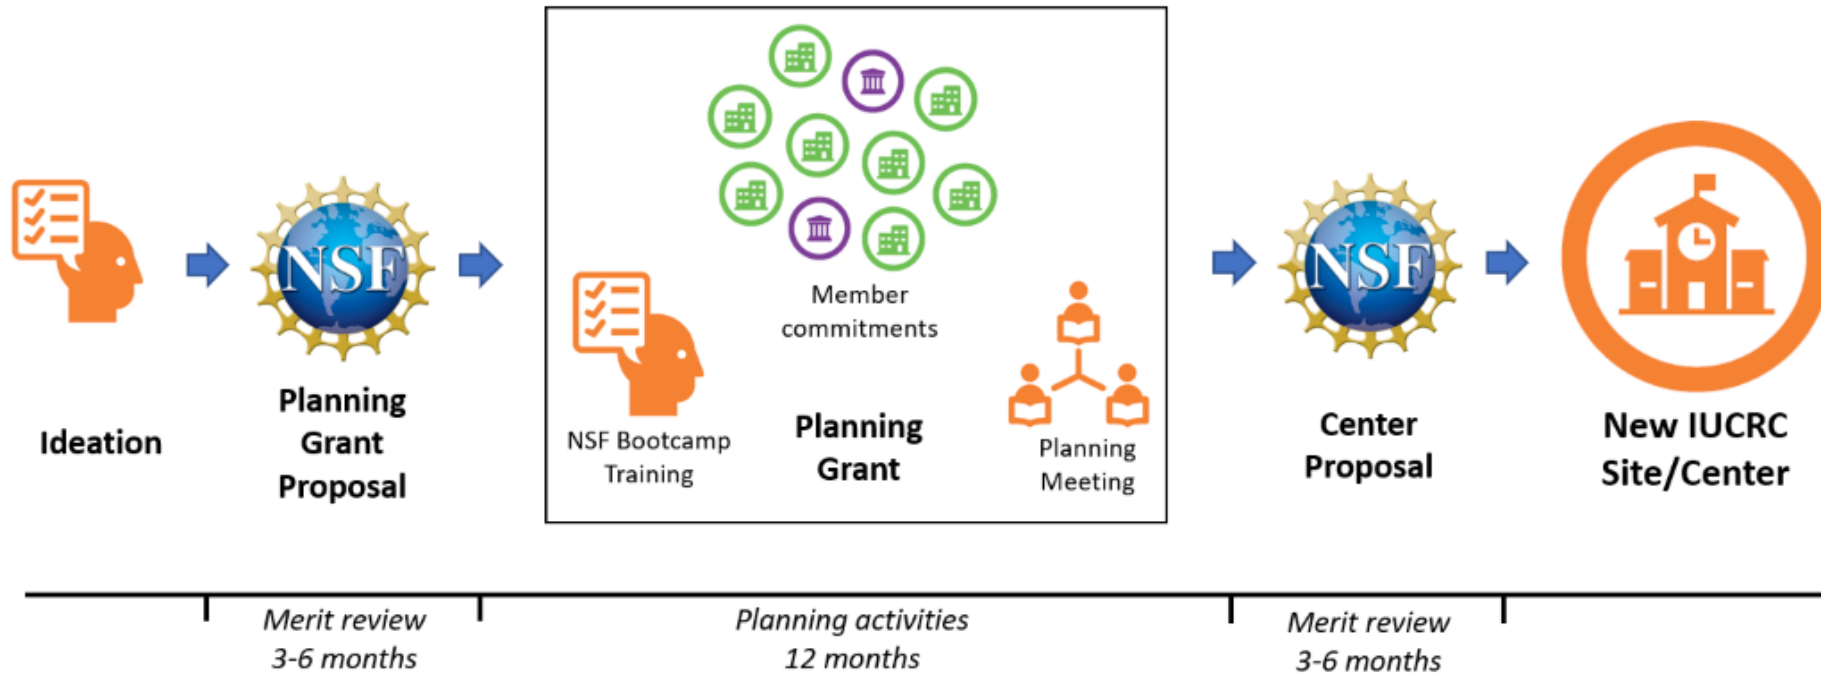 Ideation
NSF
Planning
Grant
Proposal
Member
commitments
NSF Bootcamp
Training
Planning
Grant
Planning
Meeting
NSF
Center
Proposal
New IUCRC
Site/Center
Merit review
3-6 months
Planning activities
12 months
Merit review
3-6 months